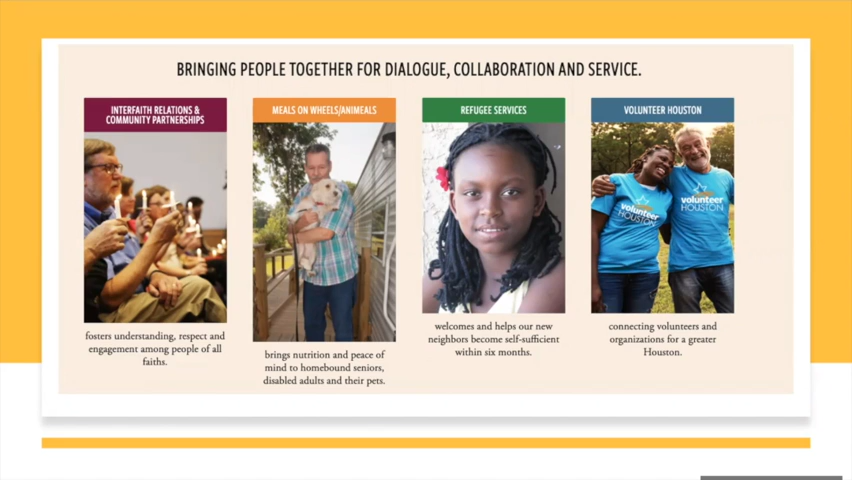 BRINGING PEOPLE TOGETHER FOR DIALOGUE, COLLABORATION AND SERVICE.
INTERFAITH RELATIONS &
COMMUNITY PARTNERSHIPS
fosters understanding, respect and
engagement among people of all
faiths.
MEALS ON WHEELS/ANIMEALS
brings nutrition and peace of
mind to homebound seniors,
disabled adults and their pets.
REFUGEE SERVICES
welcomes and helps our new
neighbors become self-sufficient
within six months.
VOLUNTEER HOUSTON
volunteer
HOUSTON
volunteer
HOUSTON
connecting volunteers and
organizations for a greater
Houston.